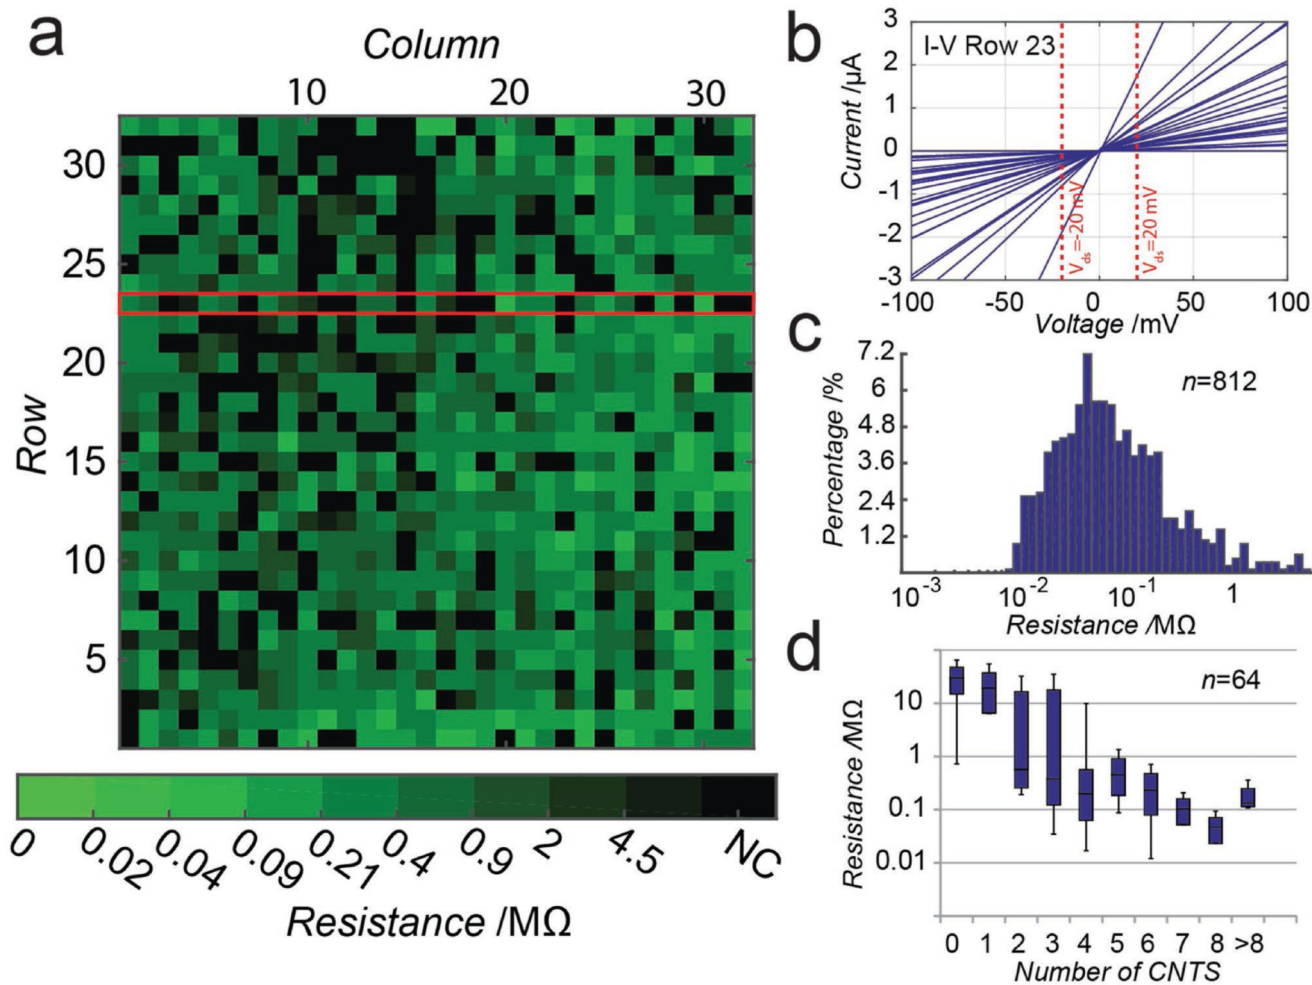 a
Column
10 20 30
Row
30
25
20
15
10
5
0 0.02 0.04 0.09 0.21 0.4 0.9 2 4.5 NC
Resistance /MΩ
b
I-V Row 23
Current /µA
3
2
1
0
-1
-2
-3
Vds=-20 mV
Vds=20 mV
-100 -50 0 50 100
Voltage /mV
c
n=812
Percentage /%
7.2
6
4.8
3.6
2.4
1.2
10-3 10-2 10-1 1
Resistance /MΩ
d
n=64
Resistance /MΩ
10
1
0.1
0.01
0 1 2 3 4 5 6 7 8 >8
Number of CNTS